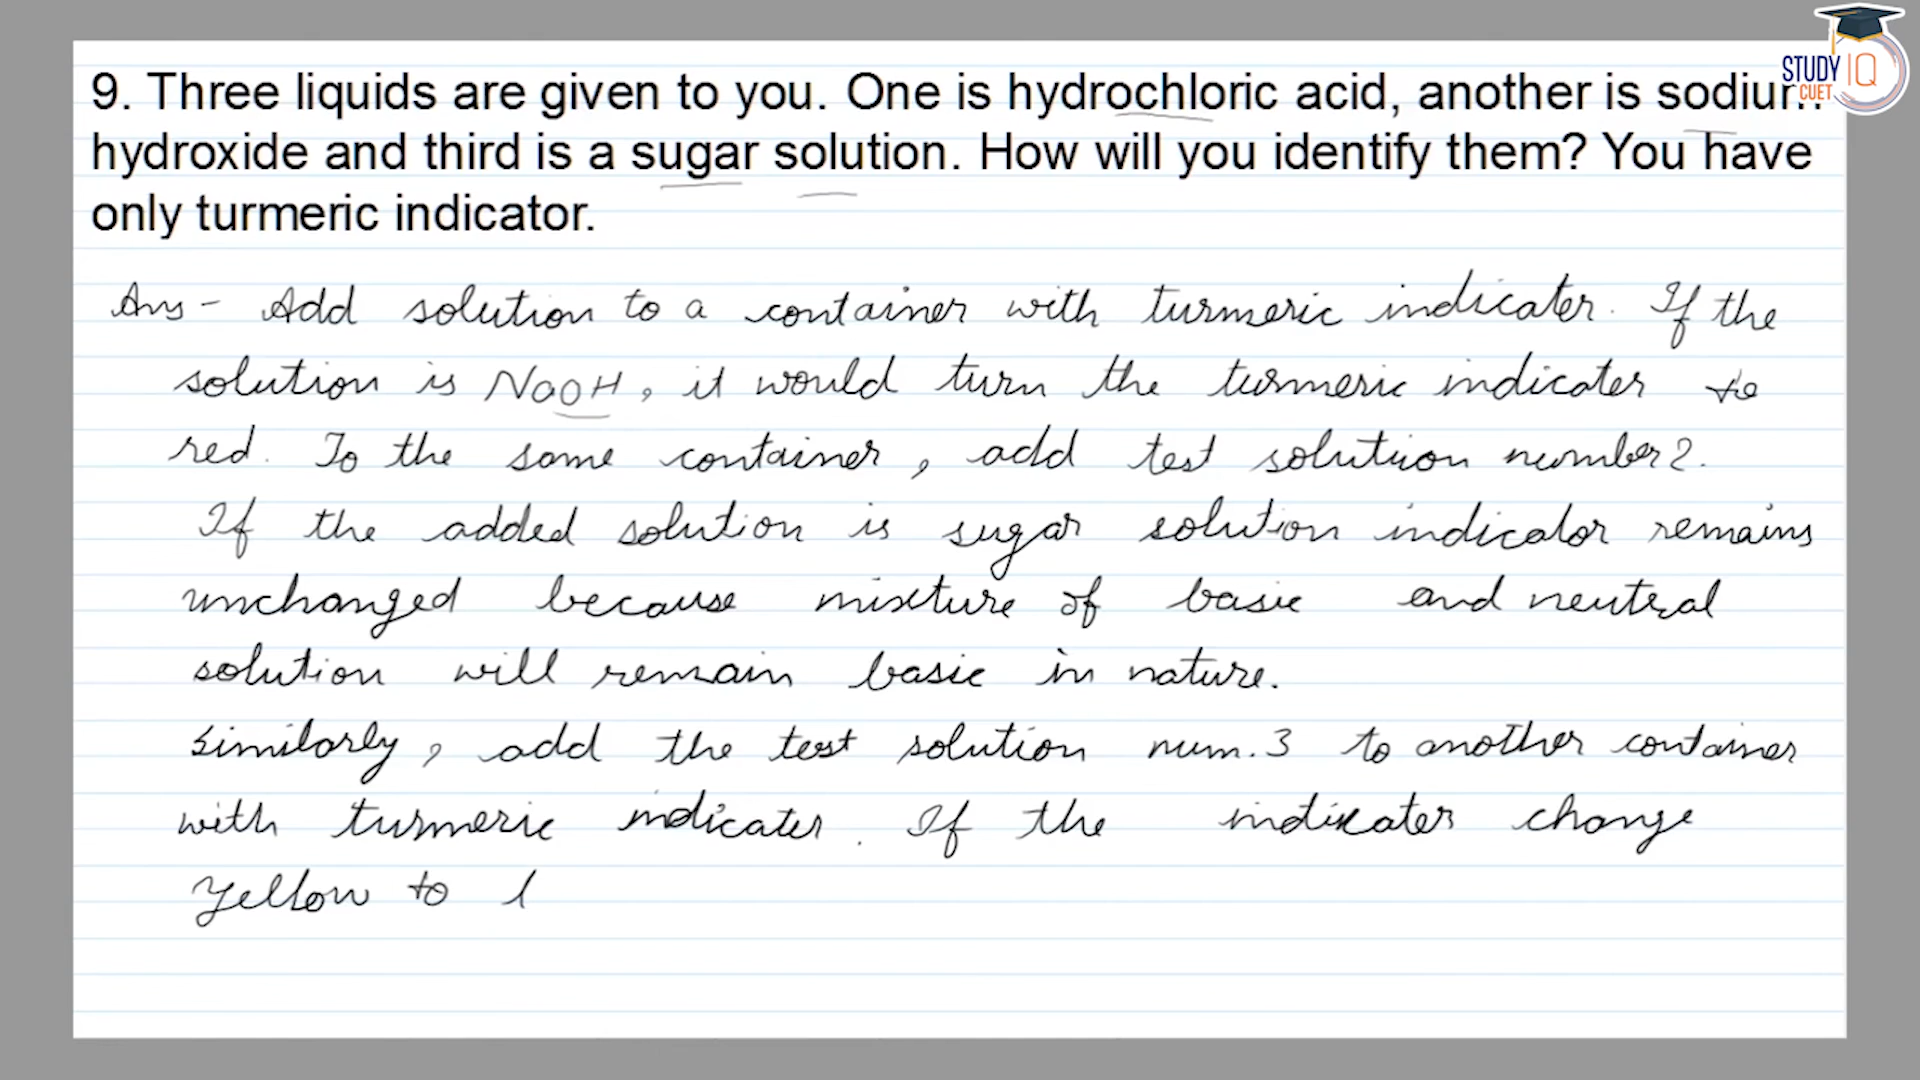 STUDY IQ
CUET
9. Three liquids are given to you. One is hydrochloric acid, another is sodium
hydroxide and third is a sugar solution. How will you identify them? You have
only turmeric indicator.
Ans - Add solution to a container with turmeric indicater. If the
solution is NaOH, it would turn the turmeric indicater to
red. To the same container, add test solution number 2.
If the added solution is sugar solution indicator remains
unchanged because mixture of basic and neutral
solution will remain basic in nature.
Similarly, add the test solution num. 3 to another container
with turmeric indicater. If the indicater change
yellow to